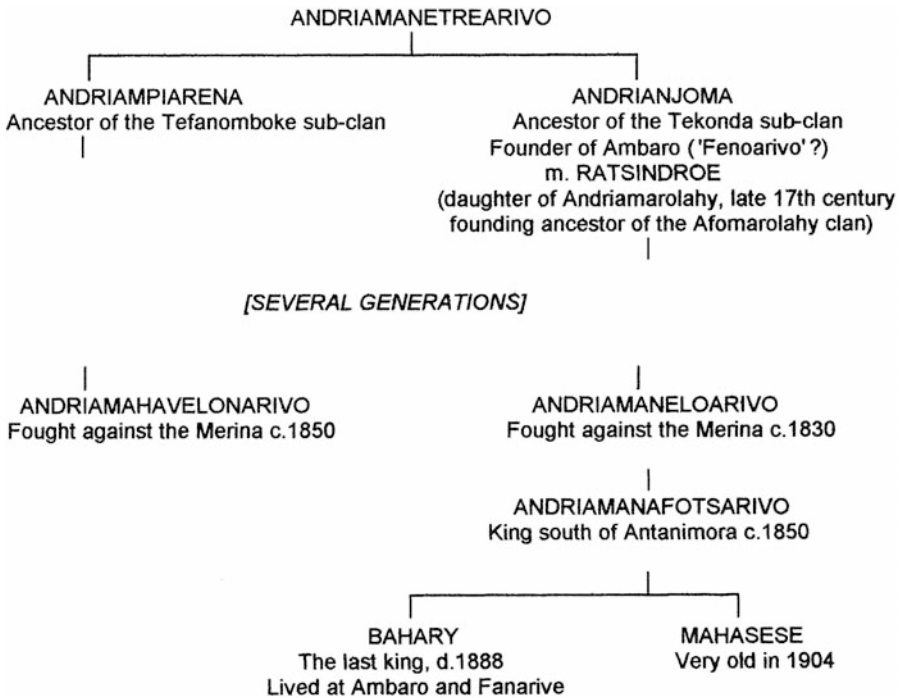 ANDRIAMANETREARIVO
ANDRIAMPIARENA
Ancestor of the Tefanomboke sub-clan
ANDRIANJOMA
Ancestor of the Tekonda sub-clan
Founder of Ambaro ('Fenoarivo'?)
m. RATSINDROE
(daughter of Andriamarolahy, late 17th century
founding ancestor of the Afomarolahy clan)
[SEVERAL GENERATIONS]
ANDRIAMAHAVELONARIVO
Fought against the Merina c.1850
ANDRIAMANELOARIVO
Fought against the Merina c.1830
ANDRIAMANAFOTSARIVO
King south of Antanimora c.1850
BAHARY
The last king, d.1888
Lived at Ambaro and Fanarive
MAHASESE
Very old in 1904